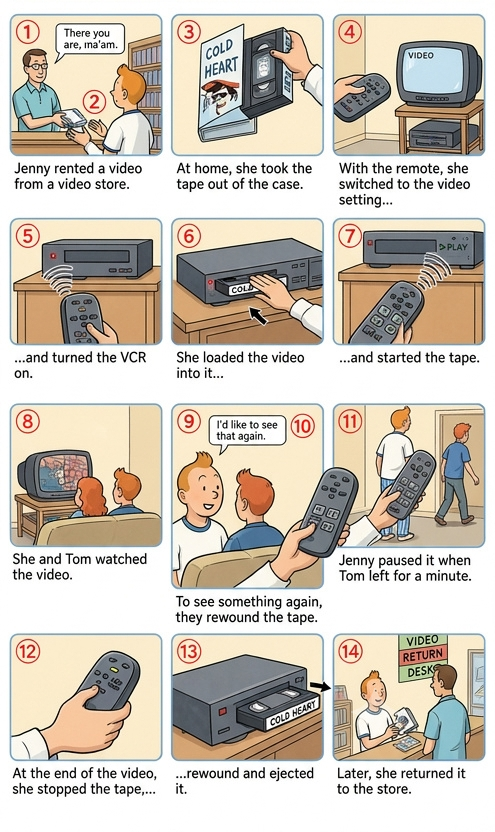 1
There you
are, ma'am.
2
Jenny rented a video
from a video store.
3
COLD
HEART
At home, she took the
tape out of the case.
4
VIDEO
With the remote, she
switched to the video
setting...
5
...and turned the VCR
on.
6
COLD
She loaded the video
into it...
7
PLAY
...and started the tape.
8
She and Tom watched
the video.
9
I'd like to see
that again.
10
To see something again,
they rewound the tape.
11
Jenny paused it when
Tom left for a minute.
12
At the end of the video,
she stopped the tape,...
13
COLD HEART
...rewound and ejected
it.
14
VIDEO
RETURN
DESK
Later, she returned it
to the store.